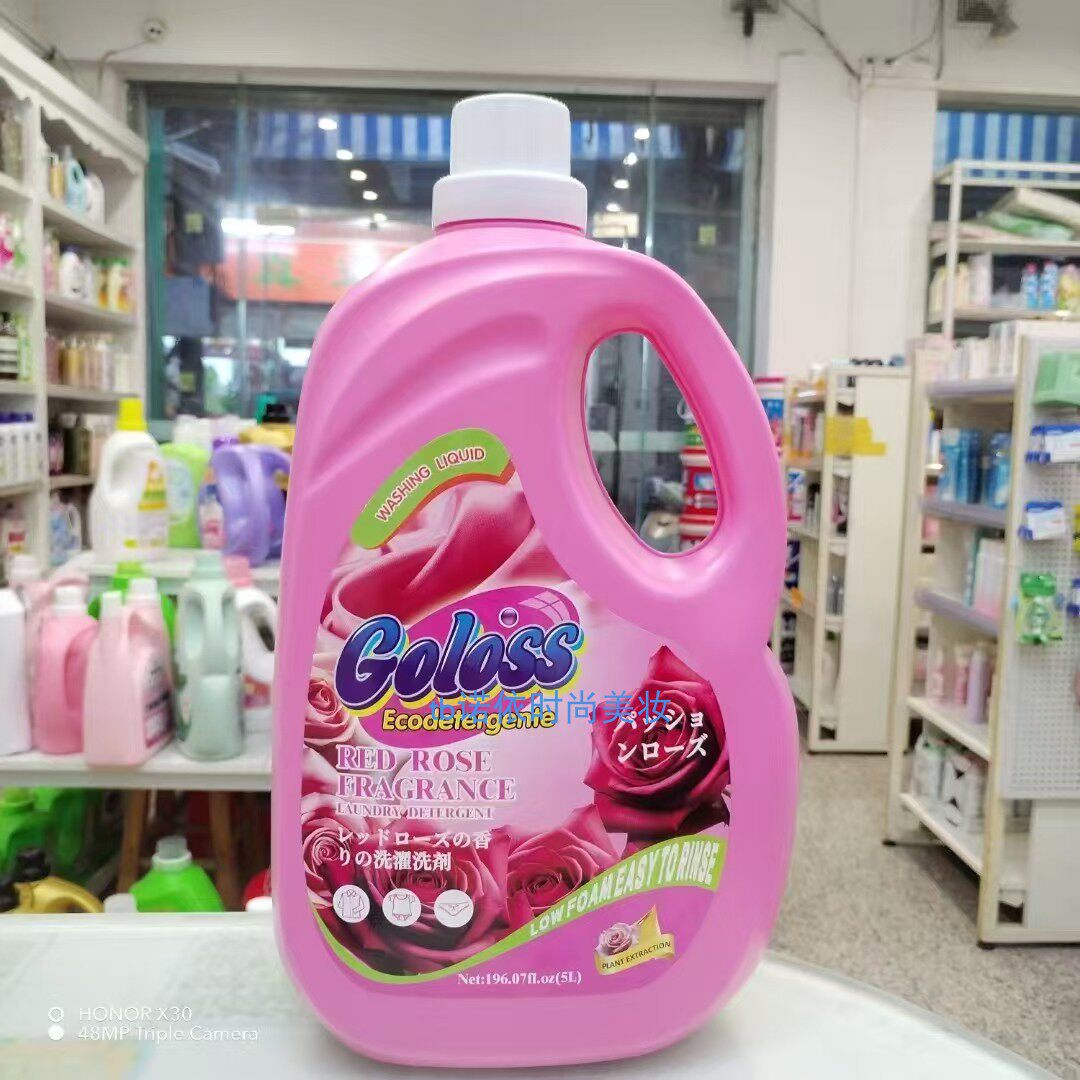 WASHING LIQUID
Goloss
Ecodetergente
诺依时尚美妆
パッショ
ンローズ
RED ROSE
FRAGRANCE
LAUNDRY DETERGENT
レッドローズの香
りの洗濯洗剤
LOW FOAM EASY TO RINSE
PLANT EXTRACTION
Net:196.07fl.oz(5L)
HONOR X30
48MP Triple Camera